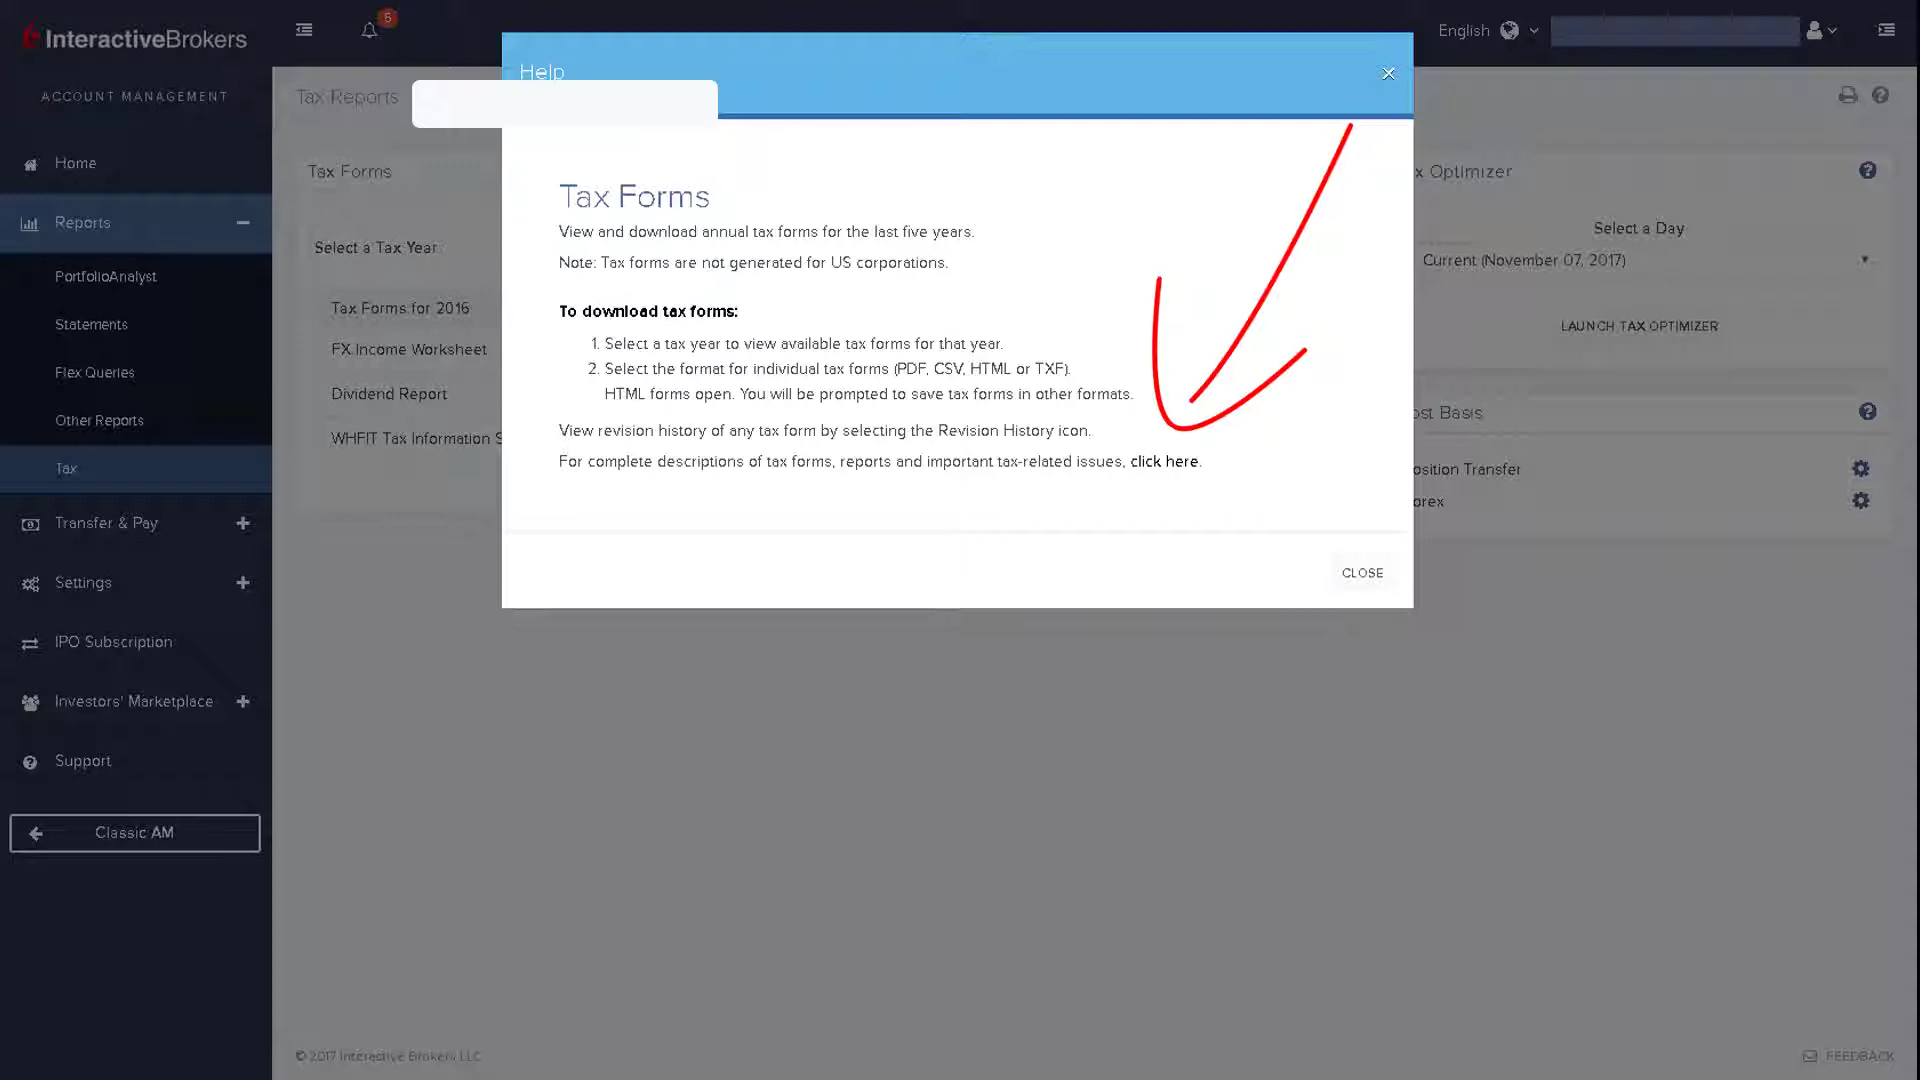 InteractiveBrokers
5
English
ACCOUNT MANAGEMENT
Home
Reports
PortfolioAnalyst
Statements
Flex Queries
Other Reports
Tax
Transfer & Pay
Settings
IPO Subscription
Investors' Marketplace
Support
Classic AM
Tax Reports
Tax Forms
Select a Tax Year
Tax Forms for 2016
FX Income Worksheet
Dividend Report
WHFIT Tax Information S
Help
Tax Forms
View and download annual tax forms for the last five years.
Note: Tax forms are not generated for US corporations.
To download tax forms:
1. Select a tax year to view available tax forms for that year.
2. Select the format for individual tax forms (PDF, CSV, HTML or TXF).
HTML forms open. You will be prompted to save tax forms in other formats.
View revision history of any tax form by selecting the Revision History icon.
For complete descriptions of tax forms, reports and important tax-related issues, click here.
CLOSE
x Optimizer
Select a Day
Current (November 07, 2017)
LAUNCH TAX OPTIMIZER
ost Basis
osition Transfer
orex
© 2017 Interactive Brokers LLC
FEEDBACK